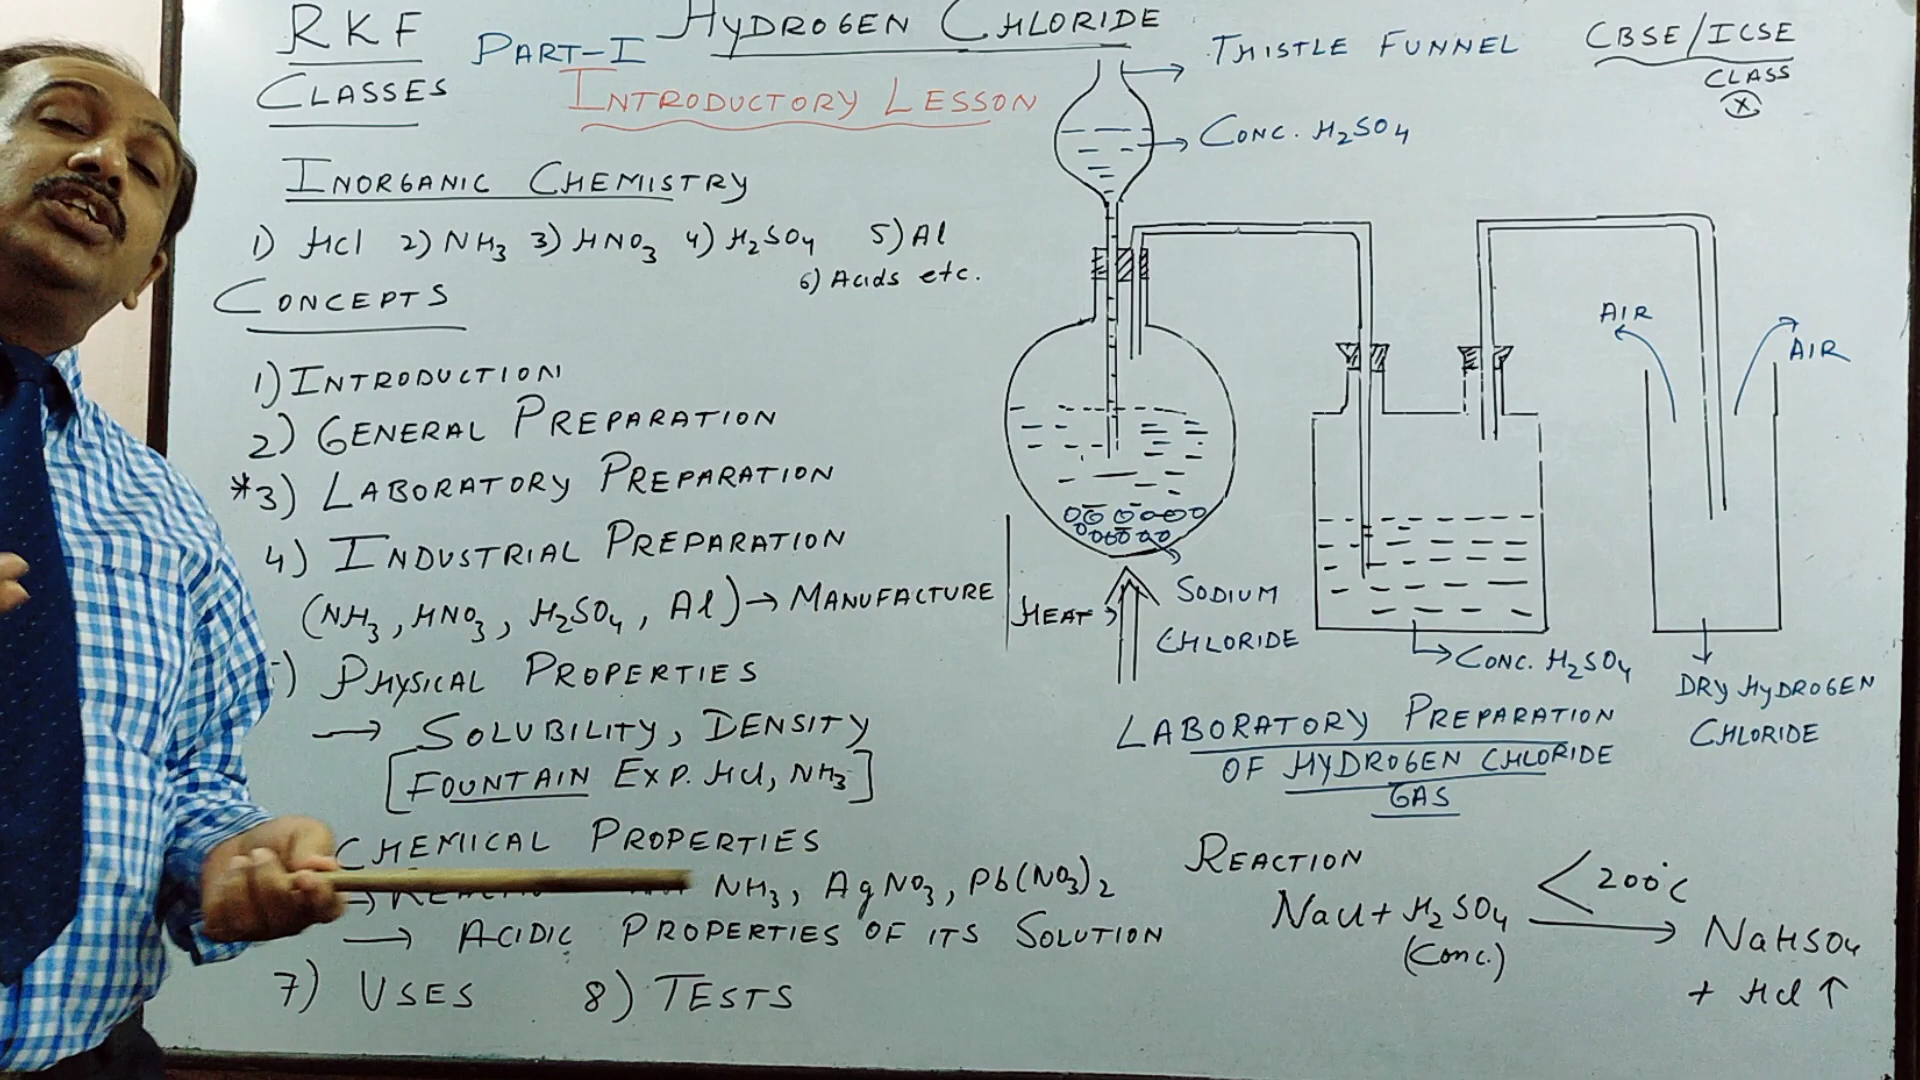 RKF
CLASSES
PART-I
HYDROGEN CHLORIDE
INTRODUCTORY LESSON
CBSE/ICSE
CLASS
X
INORGANIC CHEMISTRY
1) HCl 2) NH3 3) HNO3 4) H2SO4 5) Al
6) Acids etc.
CONCEPTS
1) INTRODUCTION
2) GENERAL PREPARATION
*3) LABORATORY PREPARATION
4) INDUSTRIAL PREPARATION
(NH3, HNO3, H2SO4, Al) → MANUFACTURE
) PHYSICAL PROPERTIES
→ SOLUBILITY, DENSITY
[FOUNTAIN EXP. HCl, NH3]
CHEMICAL PROPERTIES
→ NH3, AgNO3, Pb(NO3)2
→ ACIDIC PROPERTIES OF ITS SOLUTION
7) USES 8) TESTS
THISTLE FUNNEL
CONC. H2SO4
AIR
AIR
HEAT
SODIUM
CHLORIDE
CONC. H2SO4
DRY HYDROGEN
CHLORIDE
LABORATORY PREPARATION
OF HYDROGEN CHLORIDE
GAS
REACTION
NaCl + H2SO4 <200°C → NaHSO4
(Conc.)
+ HCl ↑